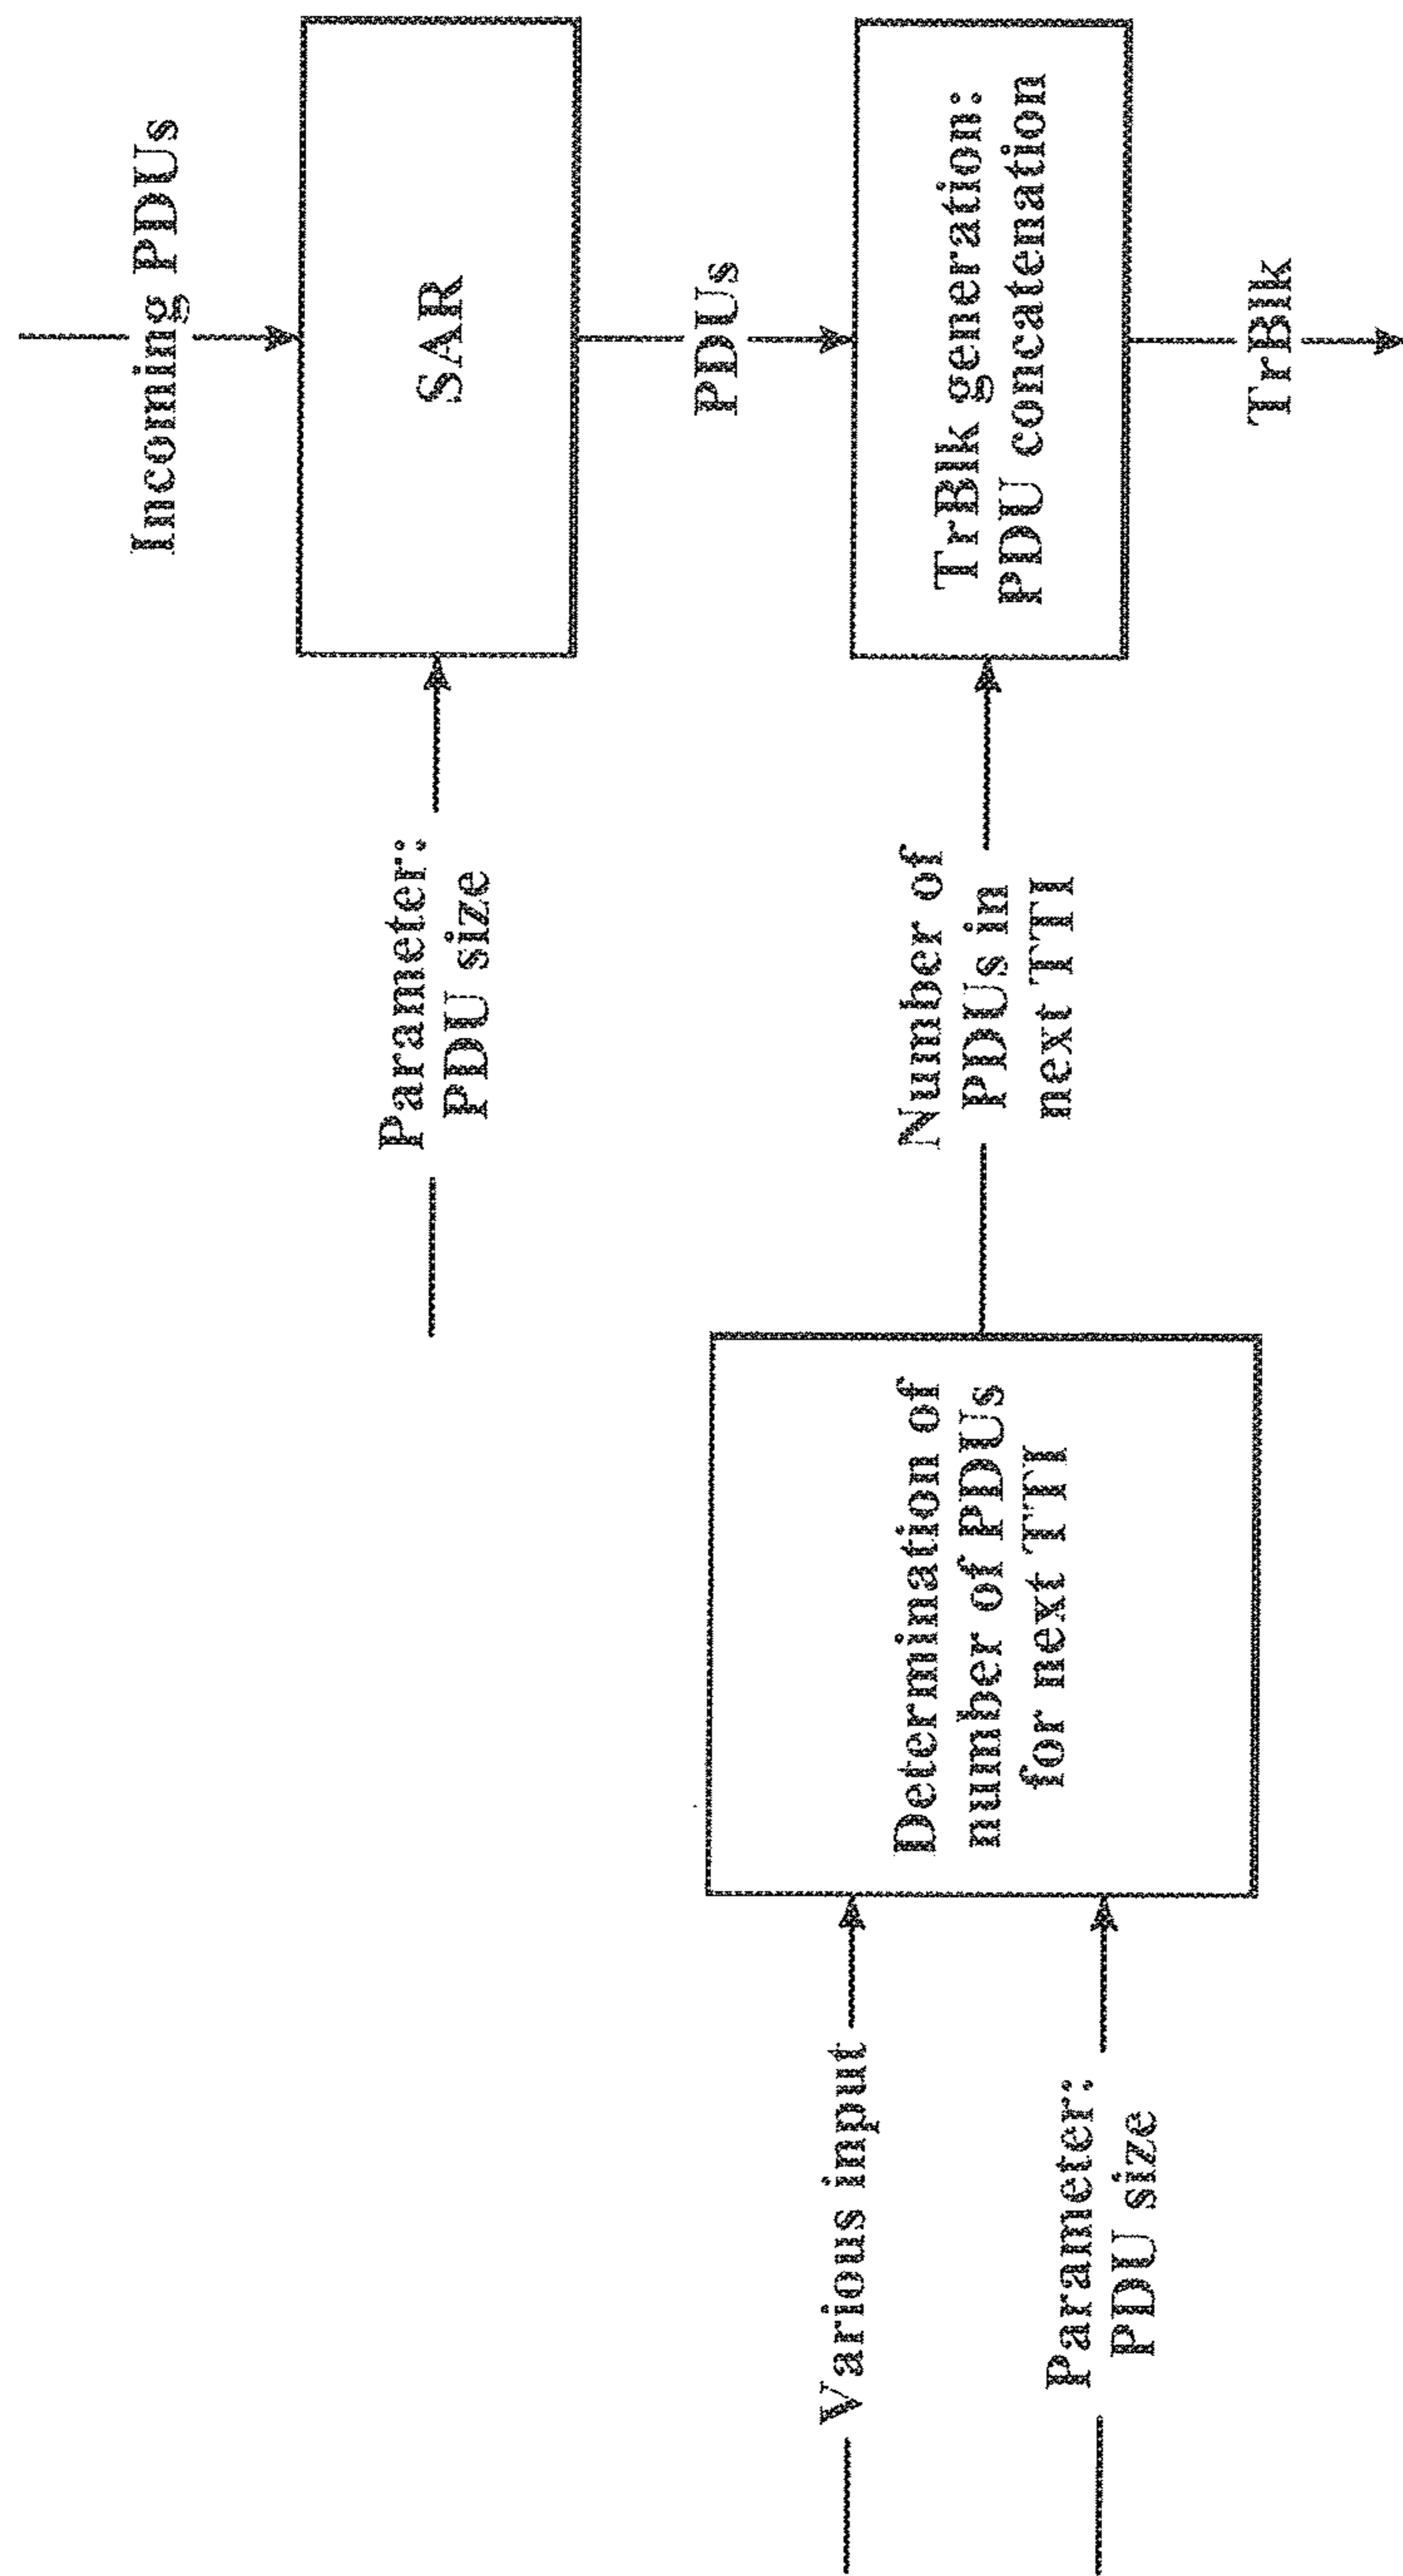 Incoming PDUs
Parameter:
PDU size
SAR
PDUs
Various input
Parameter:
PDU size
Determination of
number of PDUs
for next TTI
Number of
PDUs in
next TTI
TrBlk generation:
PDU concatenation
TrBlk